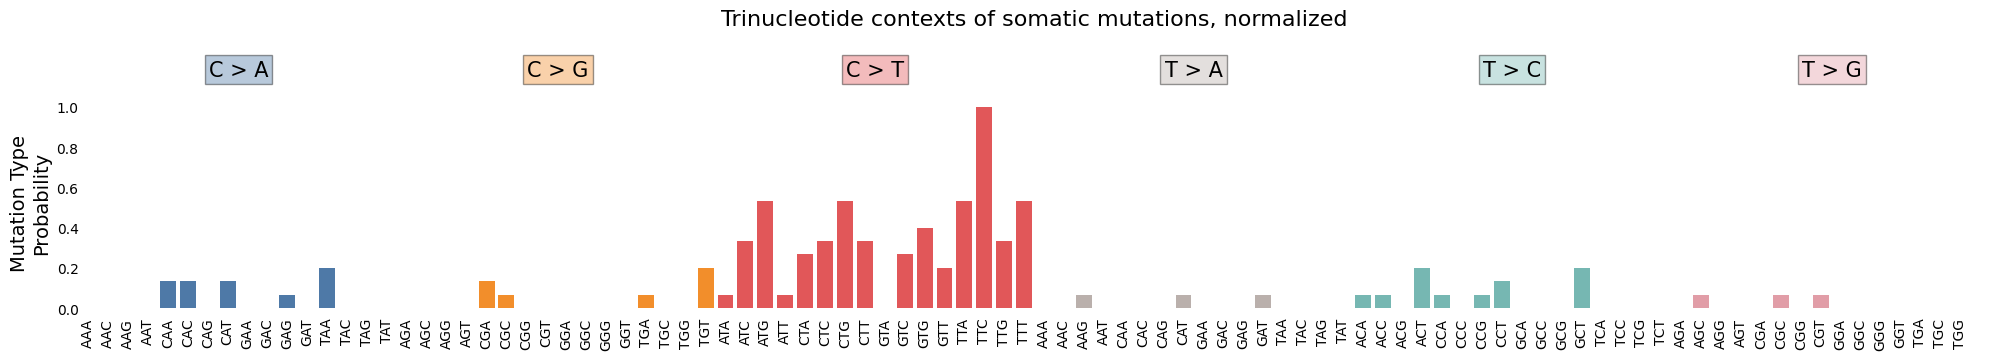 Trinucleotide contexts of somatic mutations, normalized
C > A C > G C > T T > A T > C T > G
Mutation Type
Probability
1.0
0.8
0.6
0.4
0.2
0.0
AAA AAC AAG AAT CAA CAC CAG CAT GAA GAC GAG GAT TAA TAC TAG TAT AGA AGC AGG AGT CGA CGC CGG CGT GGA GGC GGG GGT TGA TGC TGG TGT ATA ATC ATG ATT CTA CTC CTG CTT GTA GTC GTG GTT TTA TTC TTG TTT AAA AAC AAG AAT CAA CAC CAG CAT GAA GAC GAG GAT TAA TAC TAG TAT ACA ACC ACG ACT CCA CCC CCG CCT GCA GCC GCG GCT TCA TCC TCG TCT AGA AGC AGG AGT CGA CGC CGG CGT GGA GGC GGG GGT TGA TGC TGG